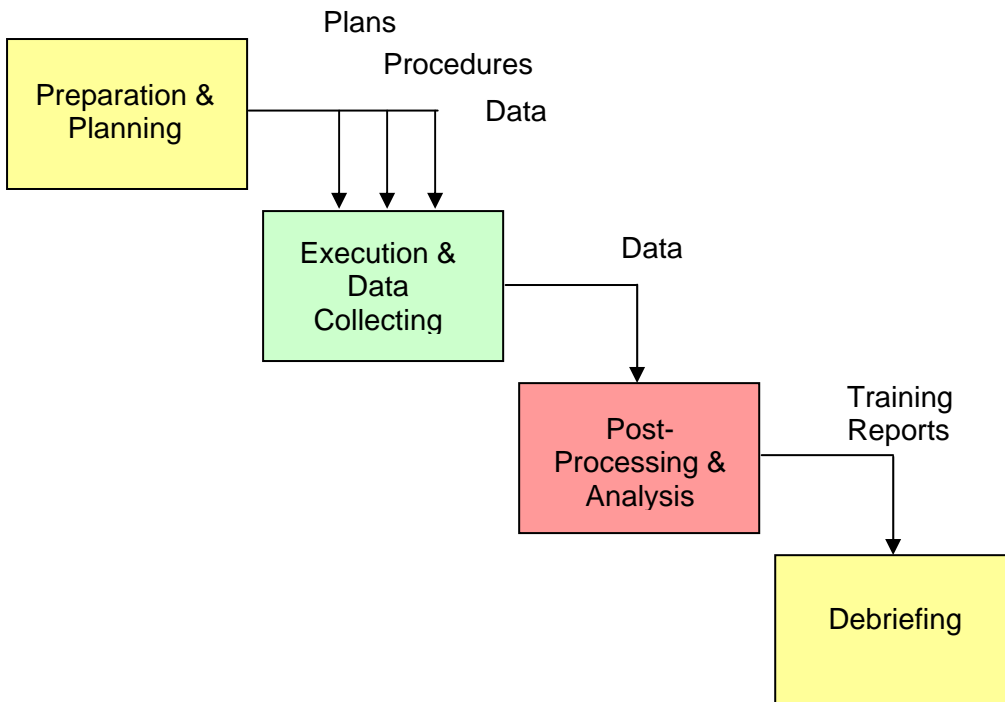 Plans
Procedures
Data
Preparation &
Planning
Execution &
Data
Collecting
Data
Post-
Processing &
Analysis
Training
Reports
Debriefing